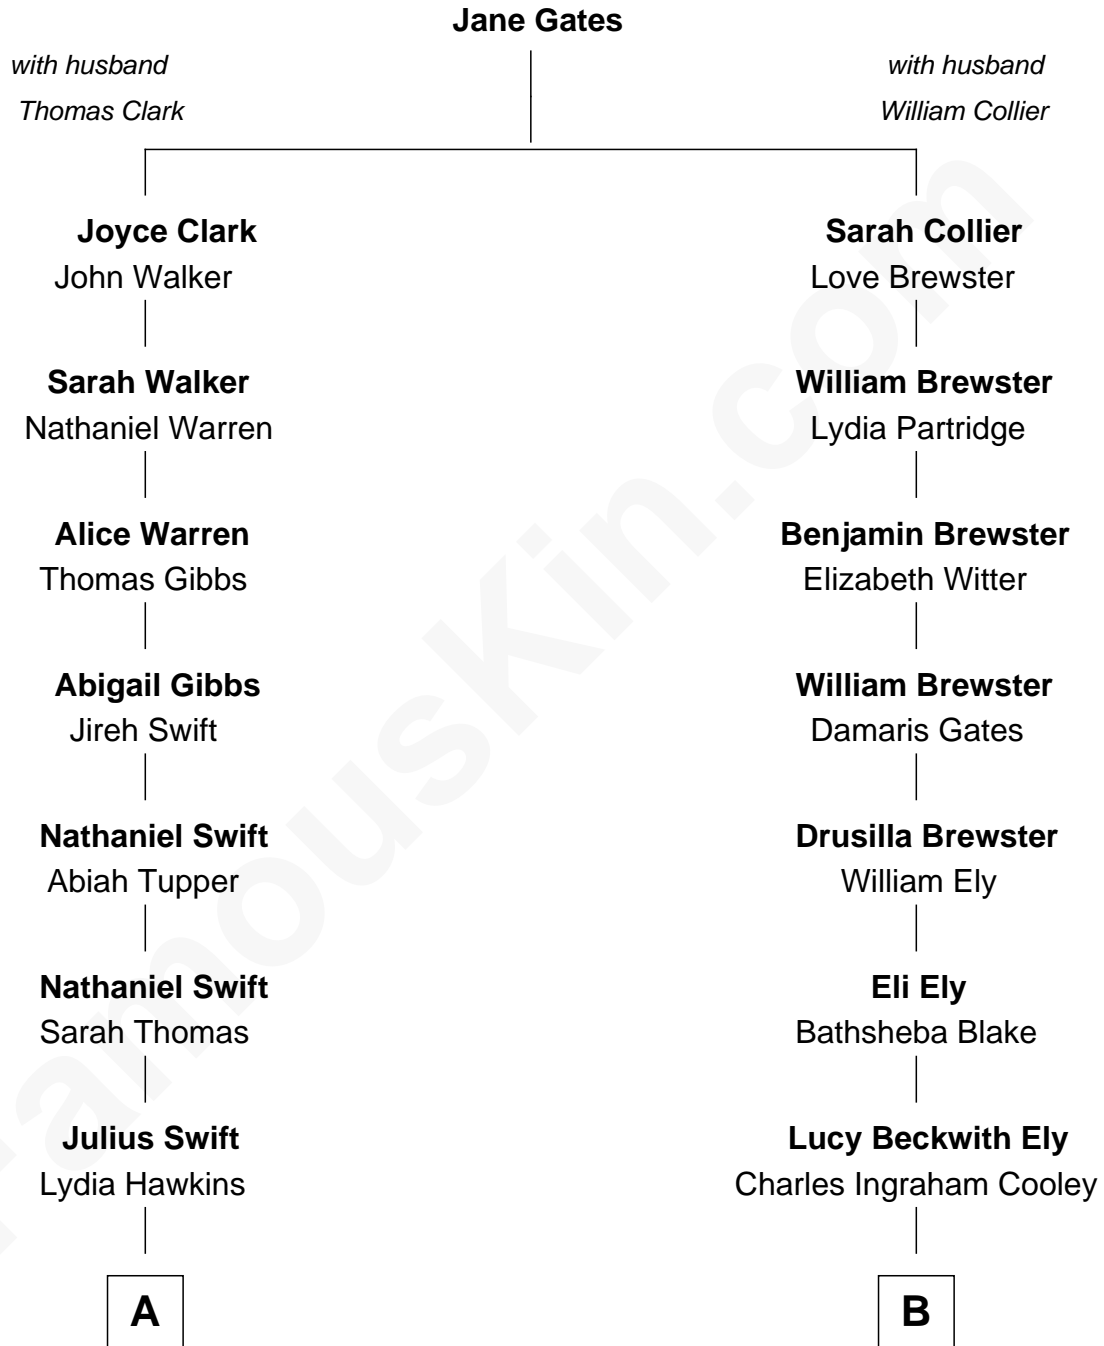 Jane Gates
with husband
Thomas Clark
with husband
William Collier
Joyce Clark
John Walker
Sarah Walker
Nathaniel Warren
Alice Warren
Thomas Gibbs
Abigail Gibbs
Jireh Swift
Nathaniel Swift
Abiah Tupper
Nathaniel Swift
Sarah Thomas
Julius Swift
Lydia Hawkins
A
Sarah Collier
Love Brewster
William Brewster
Lydia Partridge
Benjamin Brewster
Elizabeth Witter
William Brewster
Damaris Gates
Drusilla Brewster
William Ely
Eli Ely
Bathsheba Blake
Lucy Beckwith Ely
Charles Ingraham Cooley
B
FamousKin.com